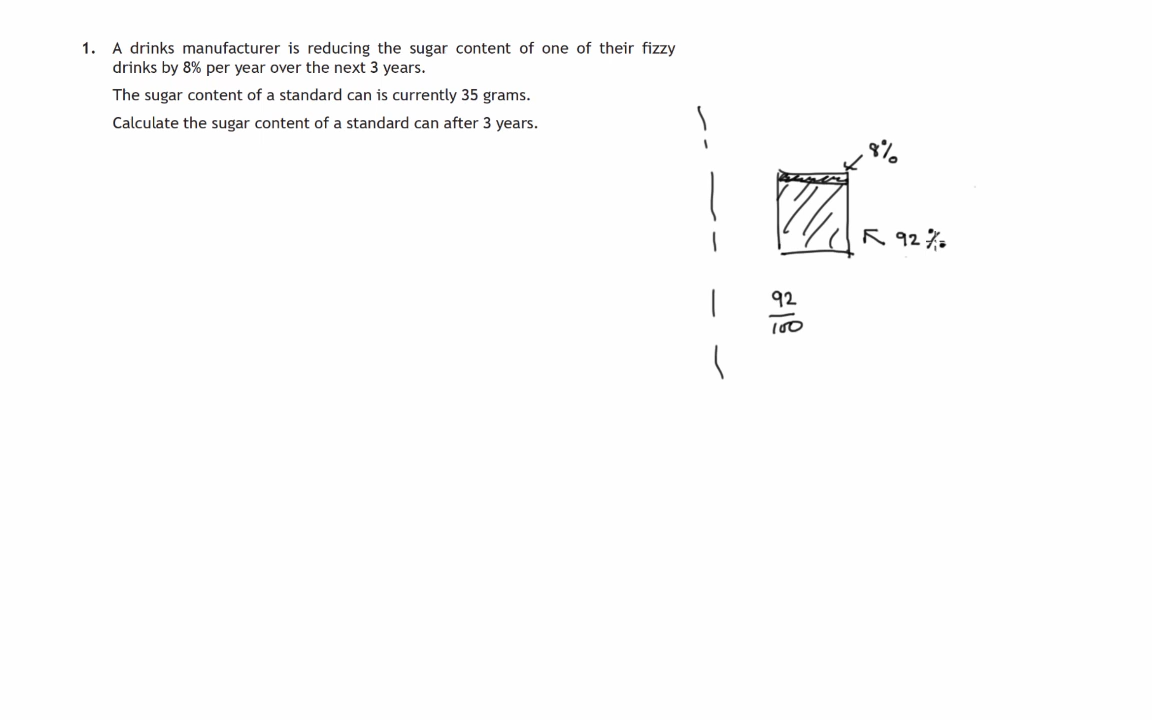 1. A drinks manufacturer is reducing the sugar content of one of their fizzy
drinks by 8% per year over the next 3 years.
The sugar content of a standard can is currently 35 grams.
Calculate the sugar content of a standard can after 3 years.
8%
92%
92
100